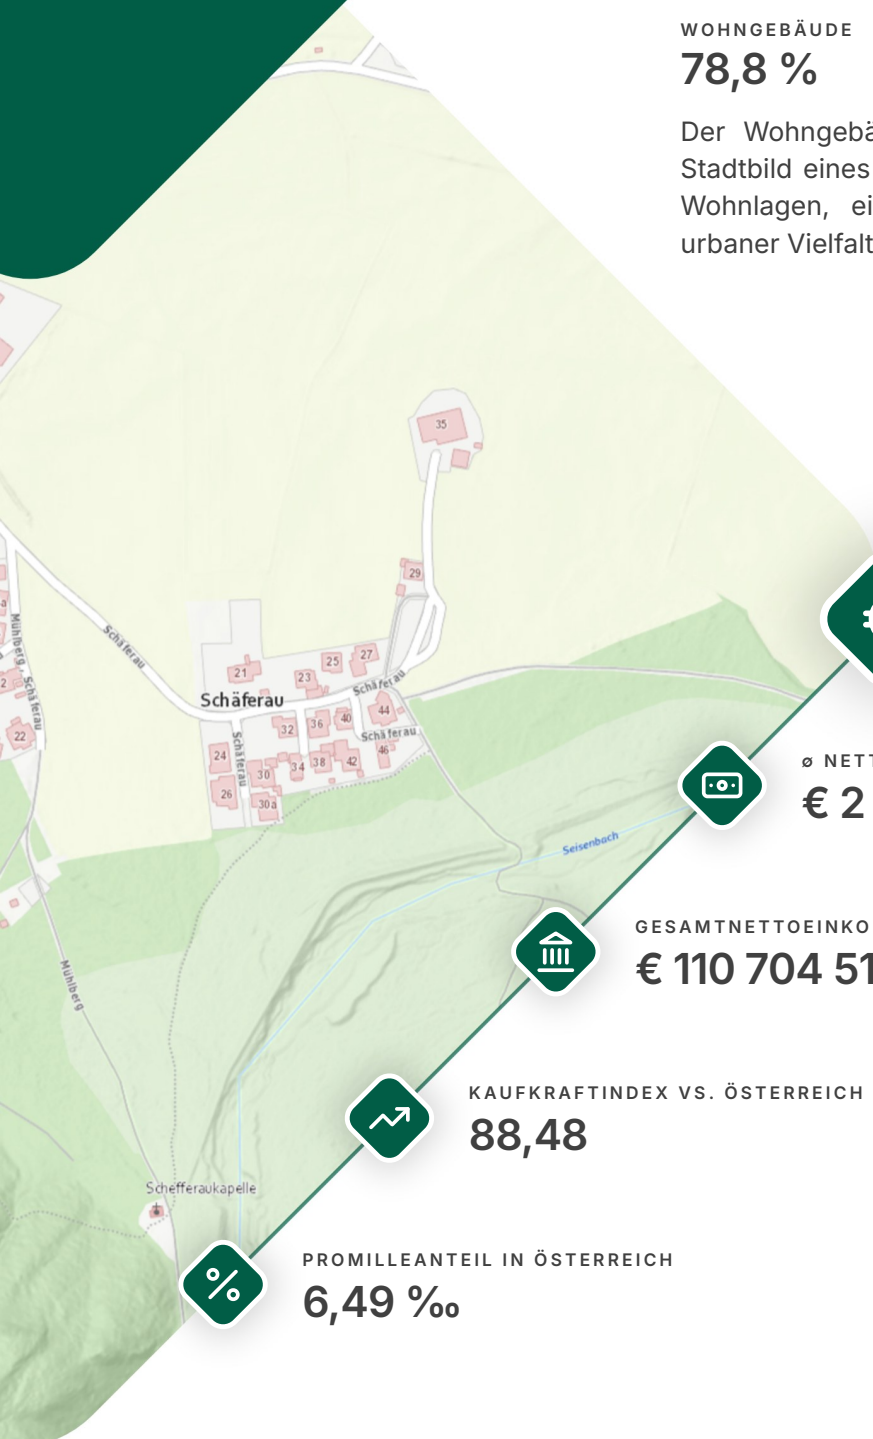 WOHNGEBÄUDE
78,8 %
Der Wohngebä
Stadtbild eines
Wohnlagen, ei
urbaner Vielfalt
35
29
Schäferau
27
25
21
23
Schäferau
Schäferau
44
40
36
32
Schäferau
Schäferau
46
42
38
34
30
24
26
30a
Mühlberg
Schäferau
22
2
a
Seisenbach
Mühlberg
Schefferaukapelle
ø NETT
€ 2
GESAMTNETTOEINKO
€ 110 704 51
KAUFKRAFTINDEX VS. ÖSTERREICH
88,48
PROMILLEANTEIL IN ÖSTERREICH
6,49 ‰